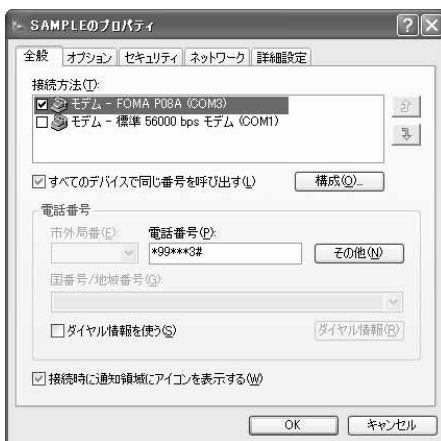 SAMPLEのプロパティ
全般 オプション セキュリティ ネットワーク 詳細設定
接続方法(T):
モデム - FOMA P08A (COM3)
モデム - 標準 56000 bps モデム (COM1)
すべてのデバイスで同じ番号を呼び出す(L) 構成(O)...
電話番号
市外局番(E): 電話番号(P):
*99***3# その他(N)
国番号/地域番号(G):
ダイヤル情報を使う(S) ダイヤル情報(R)
接続時に通知領域にアイコンを表示する(W)
OK キャンセル